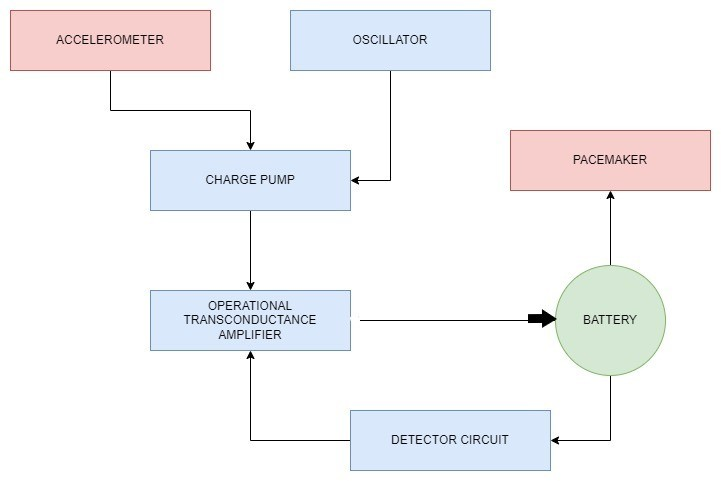 ACCELEROMETER
OSCILLATOR
CHARGE PUMP
PACEMAKER
OPERATIONAL
TRANSCONDUCTANCE
AMPLIFIER
BATTERY
DETECTOR CIRCUIT